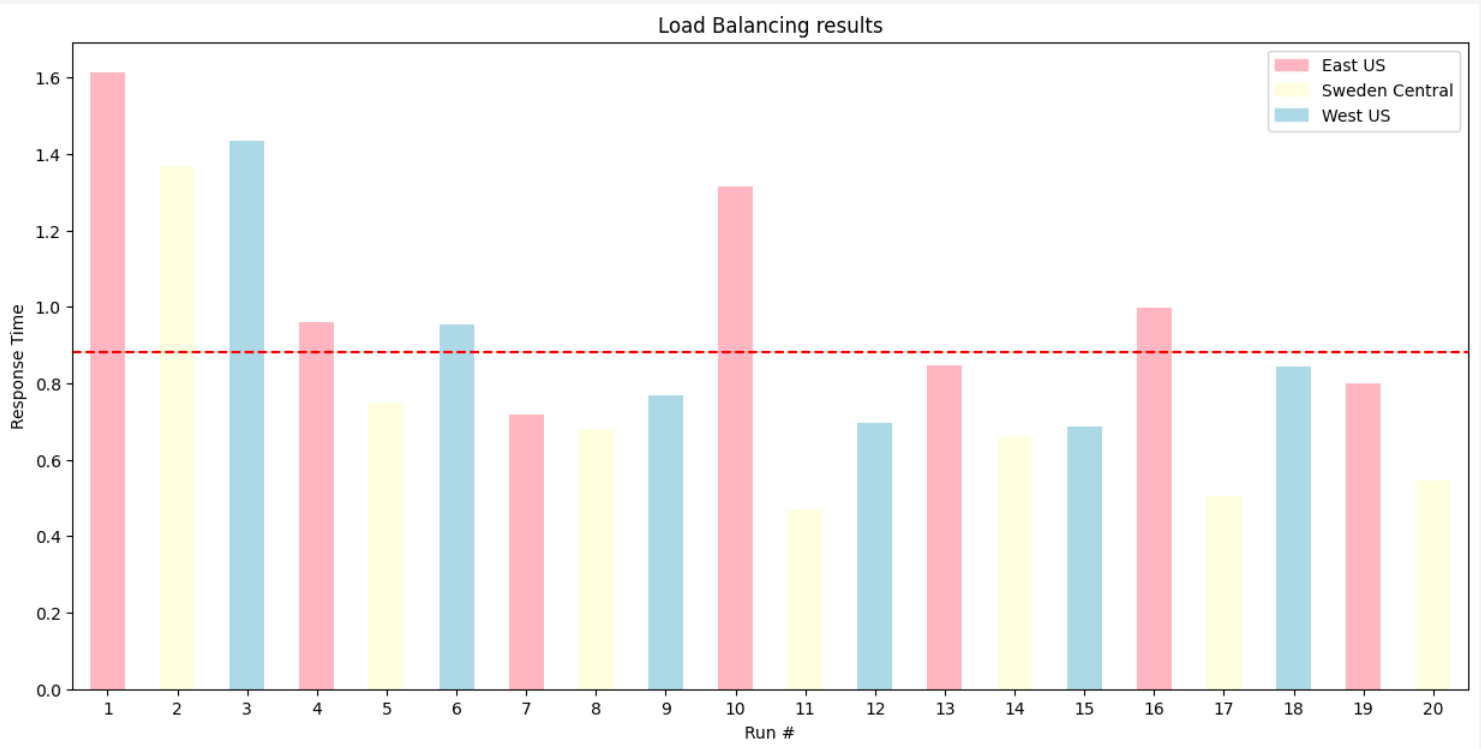 Load Balancing results
East US
Sweden Central
West US
Response Time
1.6
1.4
1.2
1.0
0.8
0.6
0.4
0.2
0.0
1 2 3 4 5 6 7 8 9 10 11 12 13 14 15 16 17 18 19 20
Run #